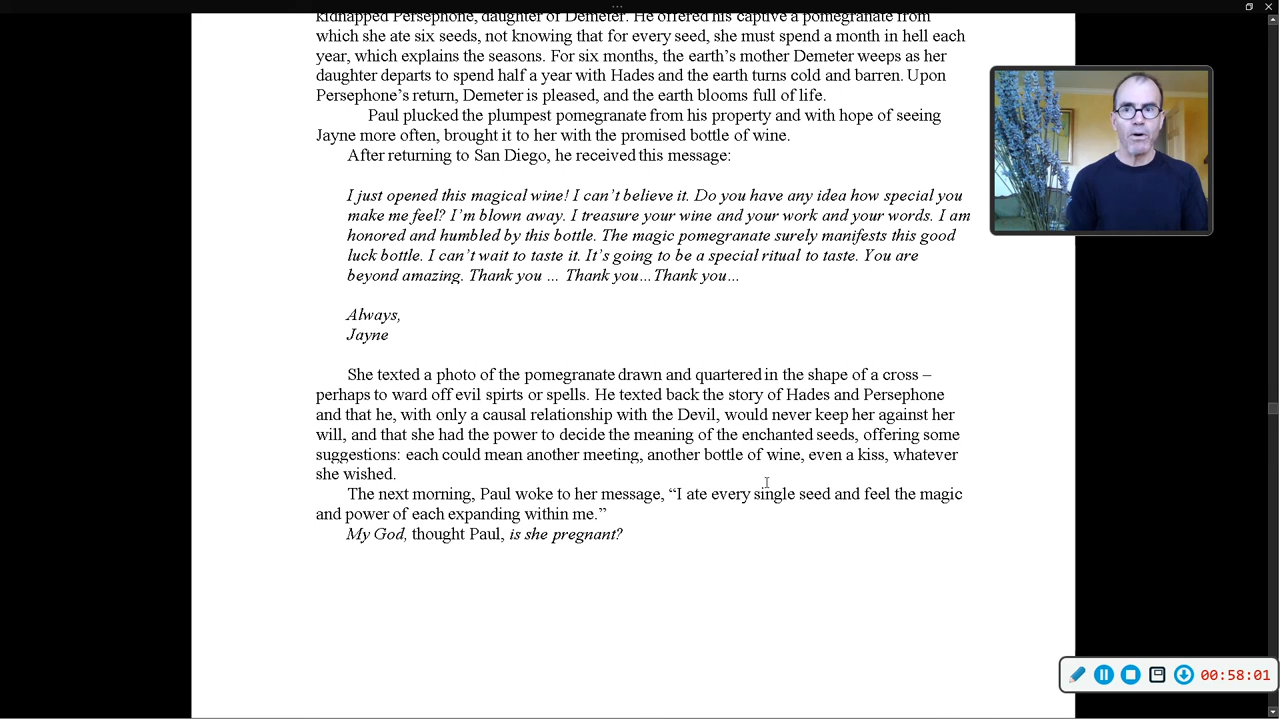 kidnapped Persephone, daughter of Demeter. He offered his captive a pomegranate from
which she ate six seeds, not knowing that for every seed, she must spend a month in hell each
year, which explains the seasons. For six months, the earth's mother Demeter weeps as her
daughter departs to spend half a year with Hades and the earth turns cold and barren. Upon
Persephone's return, Demeter is pleased, and the earth blooms full of life.
Paul plucked the plumpest pomegranate from his property and with hope of seeing
Jayne more often, brought it to her with the promised bottle of wine.
After returning to San Diego, he received this message:
I just opened this magical wine! I can't believe it. Do you have any idea how special you
make me feel? I'm blown away. I treasure your wine and your work and your words. I am
honored and humbled by this bottle. The magic pomegranate surely manifests this good
luck bottle. I can't wait to taste it. It's going to be a special ritual to taste. You are
beyond amazing. Thank you … Thank you…Thank you…
Always,
Jayne
She texted a photo of the pomegranate drawn and quartered in the shape of a cross –
perhaps to ward off evil spirts or spells. He texted back the story of Hades and Persephone
and that he, with only a causal relationship with the Devil, would never keep her against her
will, and that she had the power to decide the meaning of the enchanted seeds, offering some
suggestions: each could mean another meeting, another bottle of wine, even a kiss, whatever
she wished.
The next morning, Paul woke to her message, “I ate every single seed and feel the magic
and power of each expanding within me.”
My God, thought Paul, is she pregnant?
00:58:01